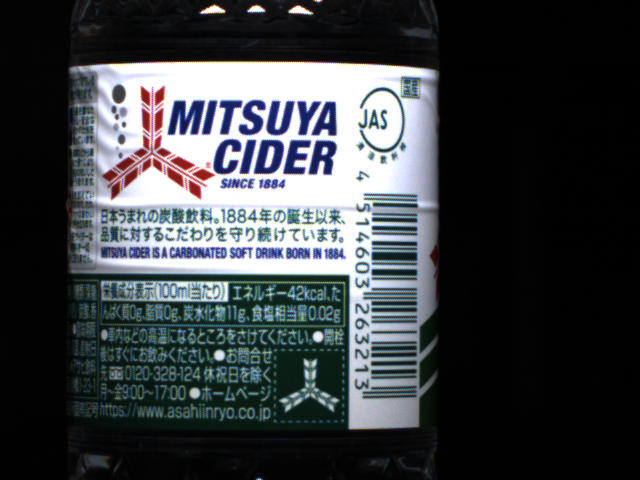 MITSUYA
CIDER
®
SINCE 1884
JAS
日本うまれの炭酸飲料。1884年の誕生以来、
品質に対するこだわりを守り続けています。
MITSUYA CIDER IS A CARBONATED SOFT DRINK BORN IN 1884.
栄養成分表示(100ml当たり) エネルギー42kcal、た
んぱく質0g、脂質0g、炭水化物11g、食塩相当量0.02g
●車内などの高温になるところをさけてください。●開栓
後はすぐにお飲みください。●お問合せ
先 0120-328-124 休祝日を除く
月~金9:00~17:00 ●ホームページ
https://www.asahiinryo.co.jp
4 514603 263213